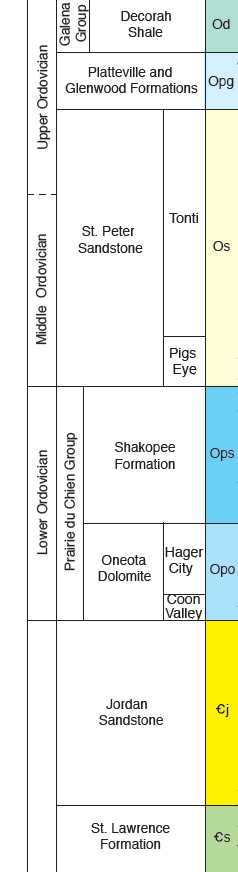 Upper Ordovician
Galena
Group
Decorah
Shale
Od
Platteville and
Glenwood Formations
Opg
Middle Ordovician
St. Peter
Sandstone
Tonti
Os
Pigs
Eye
Lower Ordovician
Prairie du Chien Group
Shakopee
Formation
Ops
Oneota
Dolomite
Hager
City
Opo
Coon
Valley
Jordan
Sandstone
Ꞓj
St. Lawrence
Formation
Ꞓs